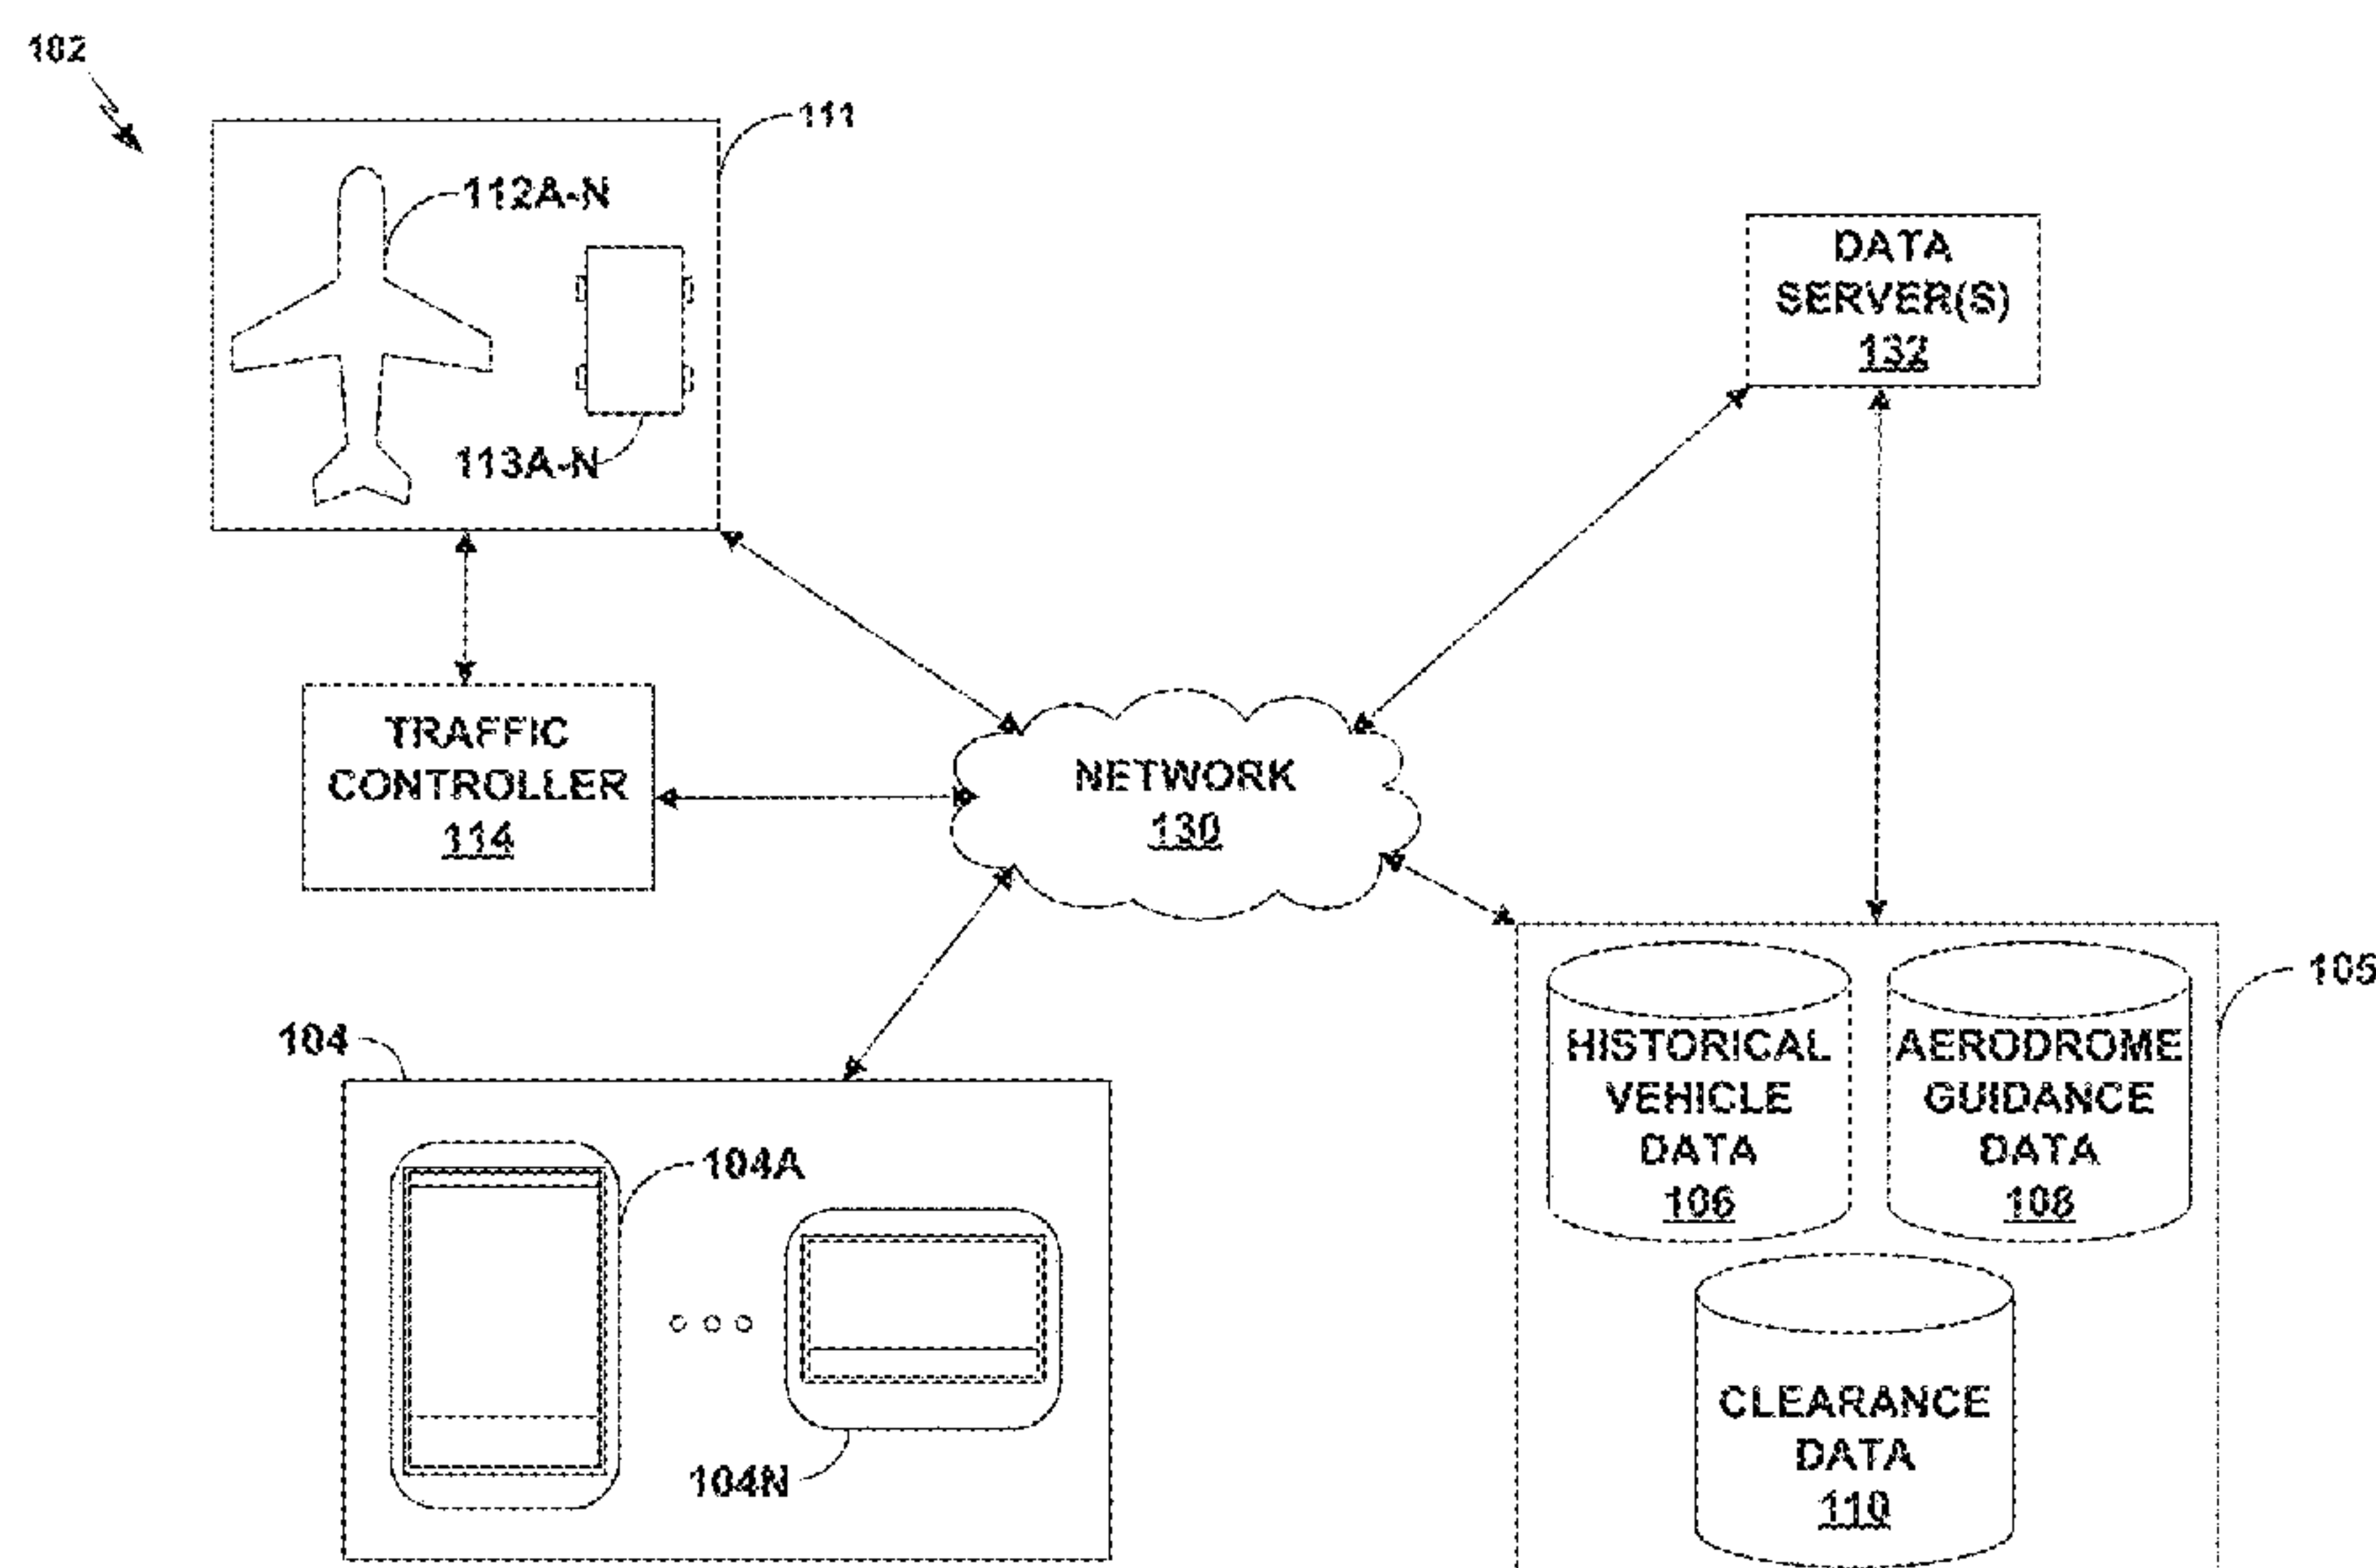 102
111
112A-N
113A-N
DATA
SERVER(S)
132
TRAFFIC
CONTROLLER
114
NETWORK
130
105
HISTORICAL
VEHICLE
DATA
106
AERODROME
GUIDANCE
DATA
108
CLEARANCE
DATA
110
104
104A
104N